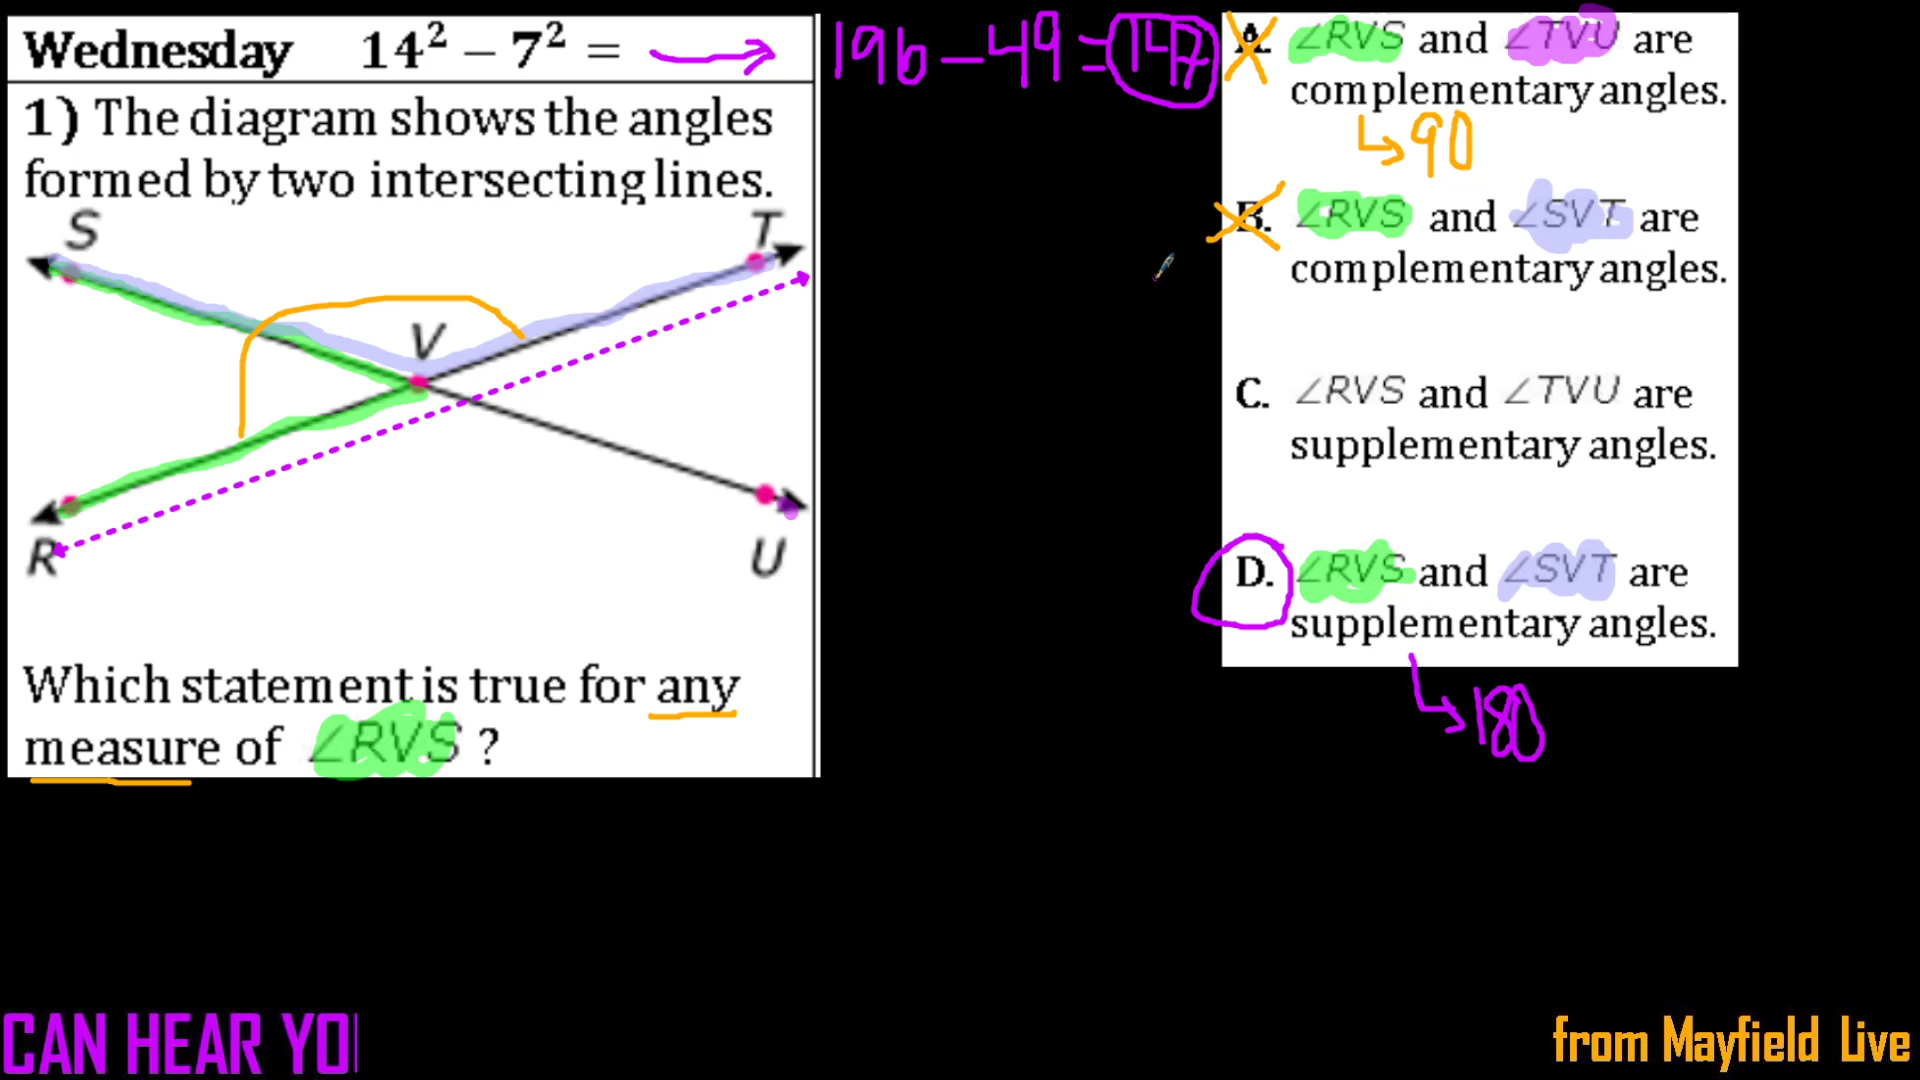 Wednesday 14² − 7² =
196 − 49 = 147
1) The diagram shows the angles
formed by two intersecting lines.
S
T
V
R
U
Which statement is true for any
measure of ∠RVS ?
A. ∠RVS and ∠TVU are
complementary angles.
90
B. ∠RVS and ∠SVT are
complementary angles.
C. ∠RVS and ∠TVU are
supplementary angles.
D. ∠RVS and ∠SVT are
supplementary angles.
180
CAN HEAR YO
from Mayfield Live